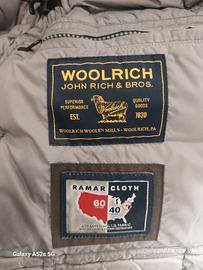 WOOLRICH
JOHN RICH & BROS.
SUPERIOR PERFORMANCE
Woolrich
QUALITY GOODS
EST.
1830
WOOLRICH WOOLEN MILLS - WOOLRICH, PA
RAMAR CLOTH
60
40
Galaxy A52s 5G